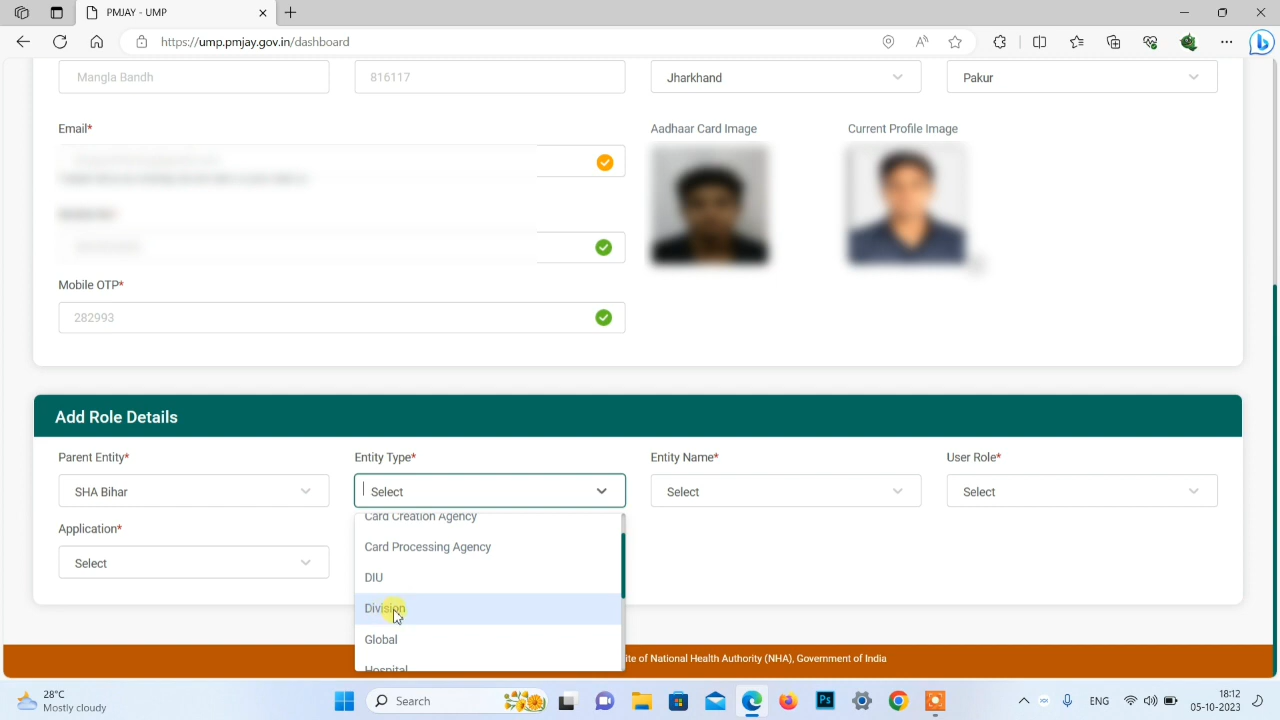 PMJAY - UMP
https://ump.pmjay.gov.in/dashboard
Mangla Bandh
816117
Jharkhand
Pakur
Email*
Aadhaar Card Image
Current Profile Image
Mobile OTP*
282993
Add Role Details
Parent Entity*
Entity Type*
Entity Name*
User Role*
SHA Bihar
Select
Select
Select
Application*
Select
Card Creation Agency
Card Processing Agency
DIU
Division
Global
Hospital
ite of National Health Authority (NHA), Government of India
28°C
Mostly cloudy
Search
Ps
ENG
18:12
05-10-2023